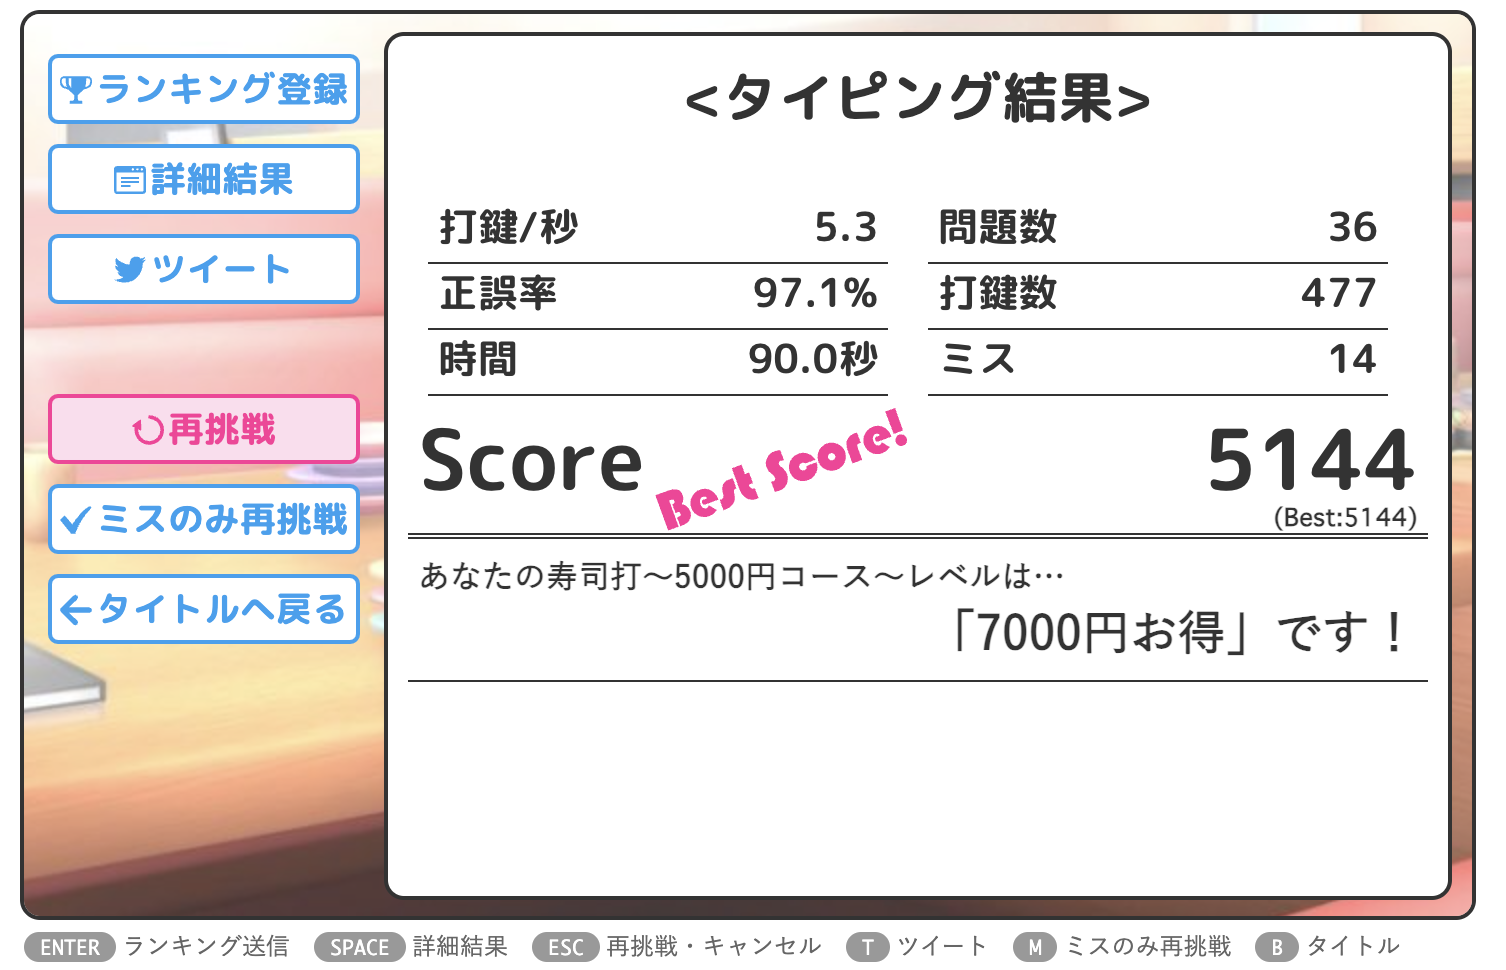 ランキング登録
詳細結果
ツイート
再挑戦
ミスのみ再挑戦
タイトルへ戻る
<タイピング結果>
打鍵/秒 5.3 問題数 36
正誤率 97.1% 打鍵数 477
時間 90.0秒 ミス 14
Score Best Score! 5144
(Best:5144)
あなたの寿司打〜5000円コース〜レベルは…
「7000円お得」です！
ENTER ランキング送信 SPACE 詳細結果 ESC 再挑戦・キャンセル T ツイート M ミスのみ再挑戦 B タイトル